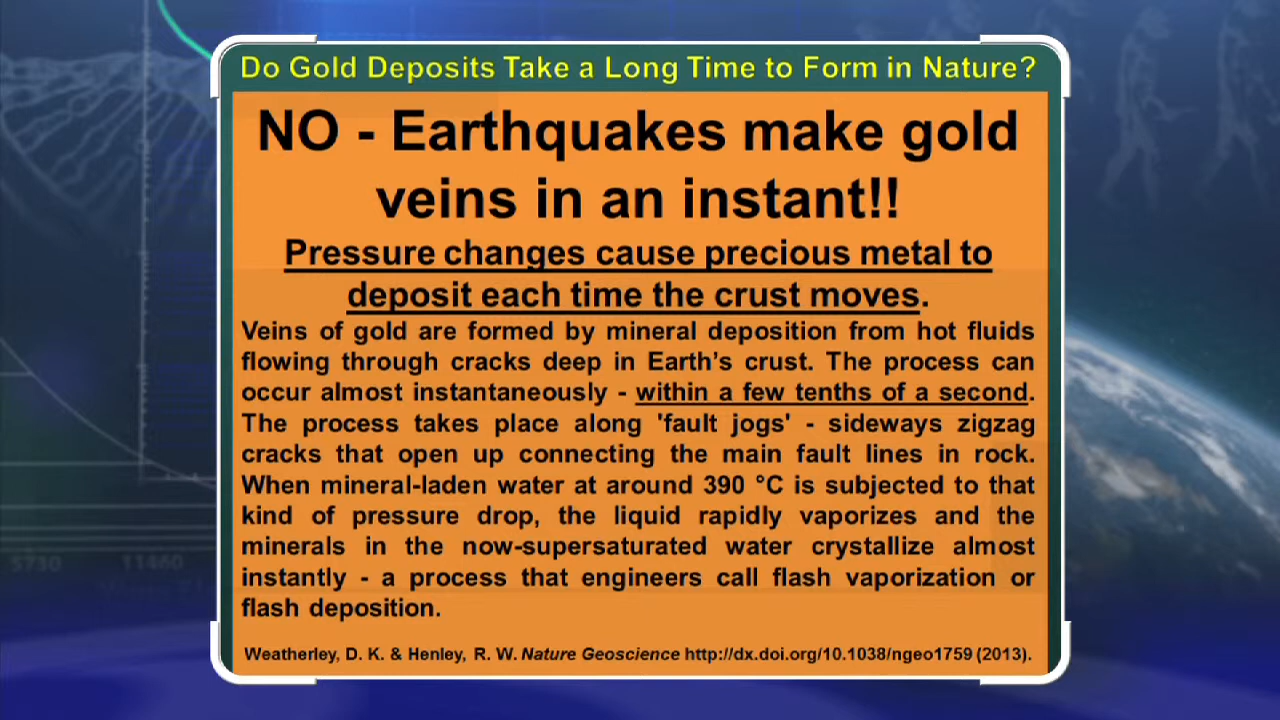 Do Gold Deposits Take a Long Time to Form in Nature?
NO - Earthquakes make gold
veins in an instant!!
Pressure changes cause precious metal to
deposit each time the crust moves.
Veins of gold are formed by mineral deposition from hot fluids
flowing through cracks deep in Earth's crust. The process can
occur almost instantaneously - within a few tenths of a second.
The process takes place along 'fault jogs' - sideways zigzag
cracks that open up connecting the main fault lines in rock.
When mineral-laden water at around 390 °C is subjected to that
kind of pressure drop, the liquid rapidly vaporizes and the
minerals in the now-supersaturated water crystallize almost
instantly - a process that engineers call flash vaporization or
flash deposition.
Weatherley, D. K. & Henley, R. W. Nature Geoscience http://dx.doi.org/10.1038/ngeo1759 (2013).
5730 11460